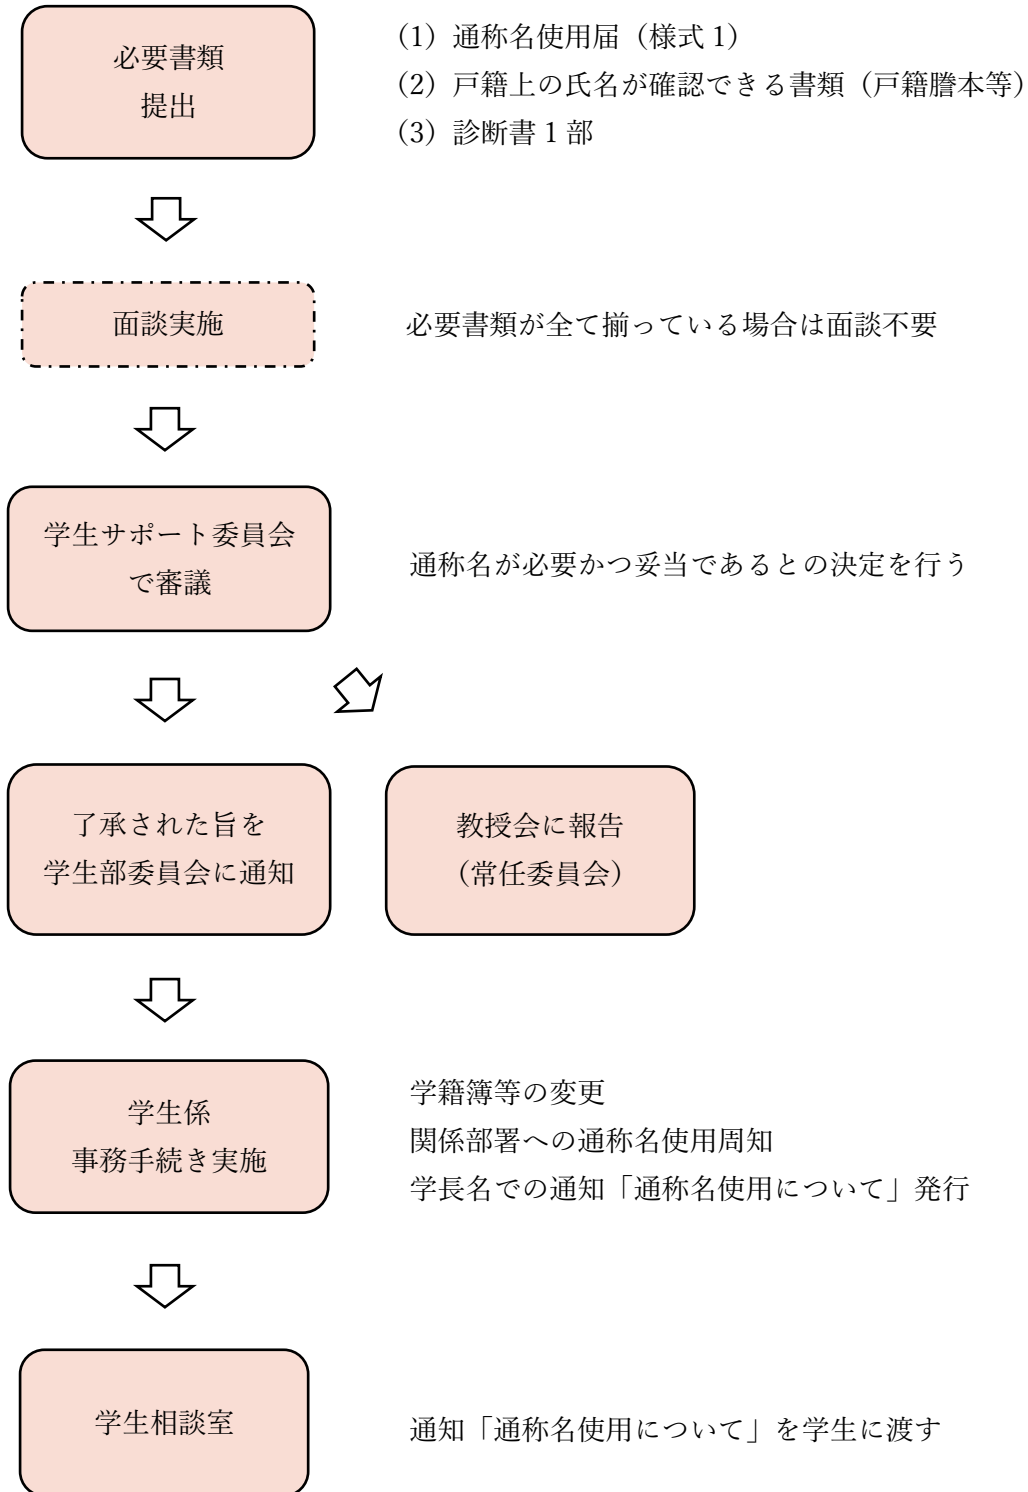 必要書類
提出
（1）通称名使用届（様式 1）
（2）戸籍上の氏名が確認できる書類（戸籍謄本等）
（3）診断書 1 部
面談実施
必要書類が全て揃っている場合は面談不要
学生サポート委員会
で審議
通称名が必要かつ妥当であるとの決定を行う
了承された旨を
学生部委員会に通知
教授会に報告
（常任委員会）
学生係
事務手続き実施
学籍簿等の変更
関係部署への通称名使用周知
学長名での通知「通称名使用について」発行
学生相談室
通知「通称名使用について」を学生に渡す